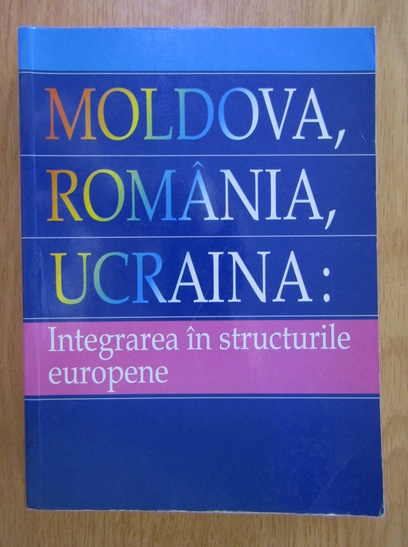 MOLDOVA,
ROMÂNIA,
UCRAINA:
Integrarea în structurile
europene